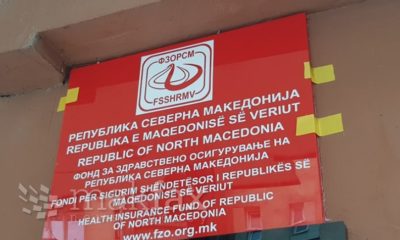 ФЗОРСМ
FSSHRMV
РЕПУБЛИКА СЕВЕРНА МАКЕДОНИЈА
REPUBLIKA E MAQEDONISË SË VERIUT
REPUBLIC OF NORTH MACEDONIA
ФОНД ЗА ЗДРАВСТВЕНО ОСИГУРУВАЊЕ НА
РЕПУБЛИКА СЕВЕРНА МАКЕДОНИЈА
FONDI PËR SIGURIM SHËNDETËSOR I REPUBLIKËS SË
MAQEDONISË SË VERIUT
HEALTH INSURANCE FUND OF REPUBLIC
OF NORTH MACEDONIA
www.fzo.org.mk